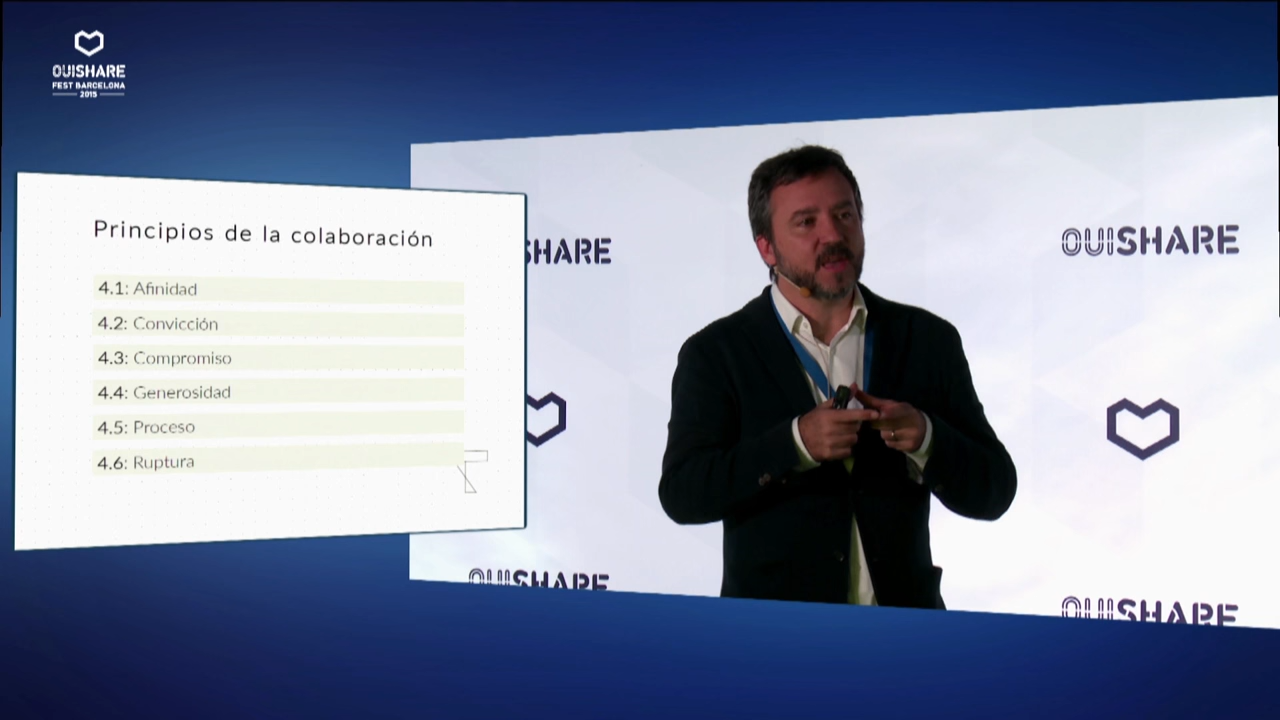 OUISHARE
FEST BARCELONA
2015
Principios de la colaboración
4.1: Afinidad
4.2: Convicción
4.3: Compromiso
4.4: Generosidad
4.5: Proceso
4.6: Ruptura
SHARE
OUISHARE
OUISHARE
OUISHARE